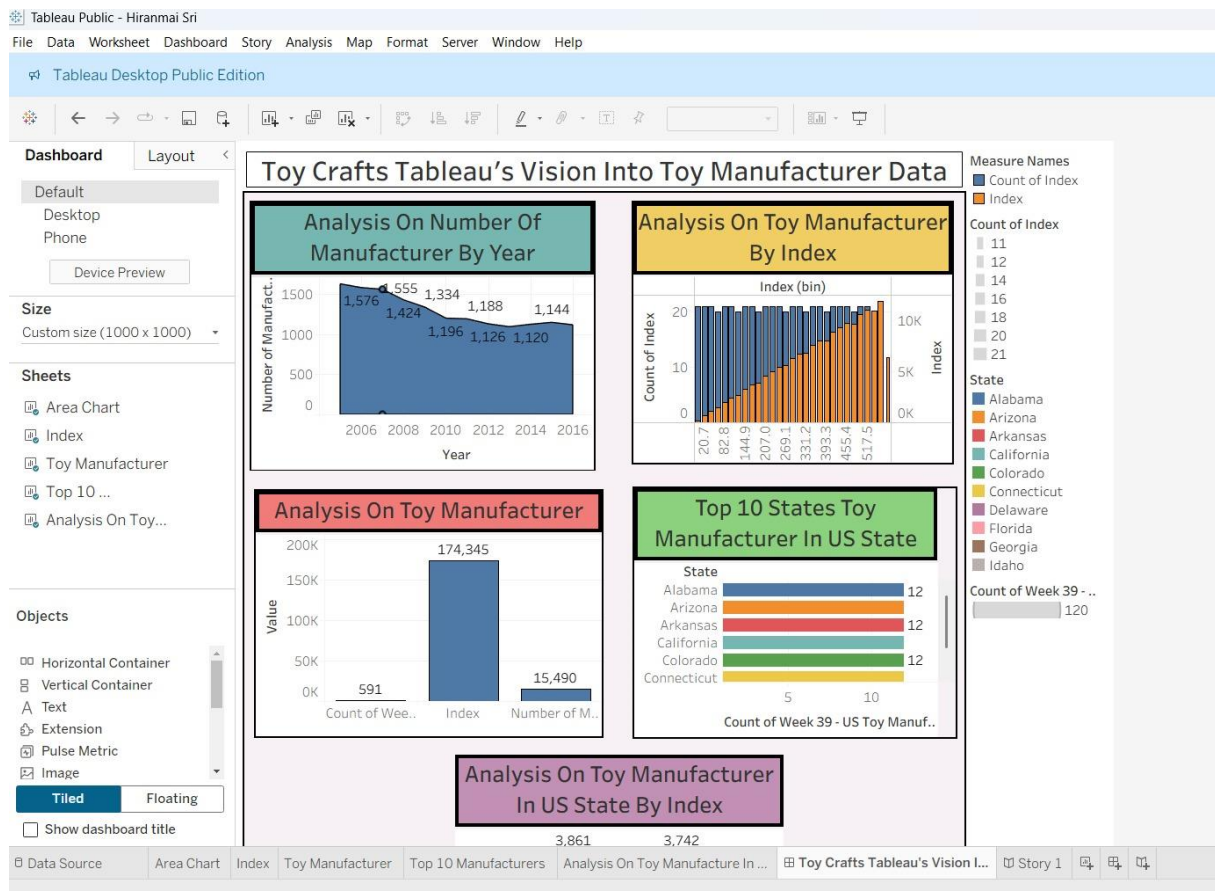 Tableau Public - Hiranmai Sri
File Data Worksheet Dashboard Story Analysis Map Format Server Window Help
Tableau Desktop Public Edition
Dashboard
Layout
Default
Desktop
Phone
Device Preview
Size
Custom size (1000 x 1000)
Sheets
Area Chart
Index
Toy Manufacturer
Top 10 ...
Analysis On Toy...
Objects
Horizontal Container
Vertical Container
Text
Extension
Pulse Metric
Image
Tiled
Floating
Show dashboard title
Toy Crafts Tableau's Vision Into Toy Manufacturer Data
Analysis On Number Of
Manufacturer By Year
Number of Manufact..
1500
1000
500
0
1,576
1,555
1,424
1,334
1,196
1,188
1,126
1,120
1,144
2006 2008 2010 2012 2014 2016
Year
Analysis On Toy Manufacturer
By Index
Index (bin)
Count of Index
20
10
0
10K
5K
0K
Index
20.7
82.8
144.9
207.0
269.1
331.2
393.3
455.4
517.5
Analysis On Toy Manufacturer
Value
200K
150K
100K
50K
0K
591
174,345
15,490
Count of Wee..
Index
Number of M..
Top 10 States Toy
Manufacturer In US State
State
Alabama
12
Arizona
Arkansas
12
California
Colorado
12
Connecticut
5
10
Count of Week 39 - US Toy Manuf..
Analysis On Toy Manufacturer
In US State By Index
3,861
3,742
Measure Names
Count of Index
Index
Count of Index
11
12
14
16
18
20
21
State
Alabama
Arizona
Arkansas
California
Colorado
Connecticut
Delaware
Florida
Georgia
Idaho
Count of Week 39 - ..
120
Data Source
Area Chart
Index
Toy Manufacturer
Top 10 Manufacturers
Analysis On Toy Manufacture In ...
Toy Crafts Tableau's Vision I...
Story 1